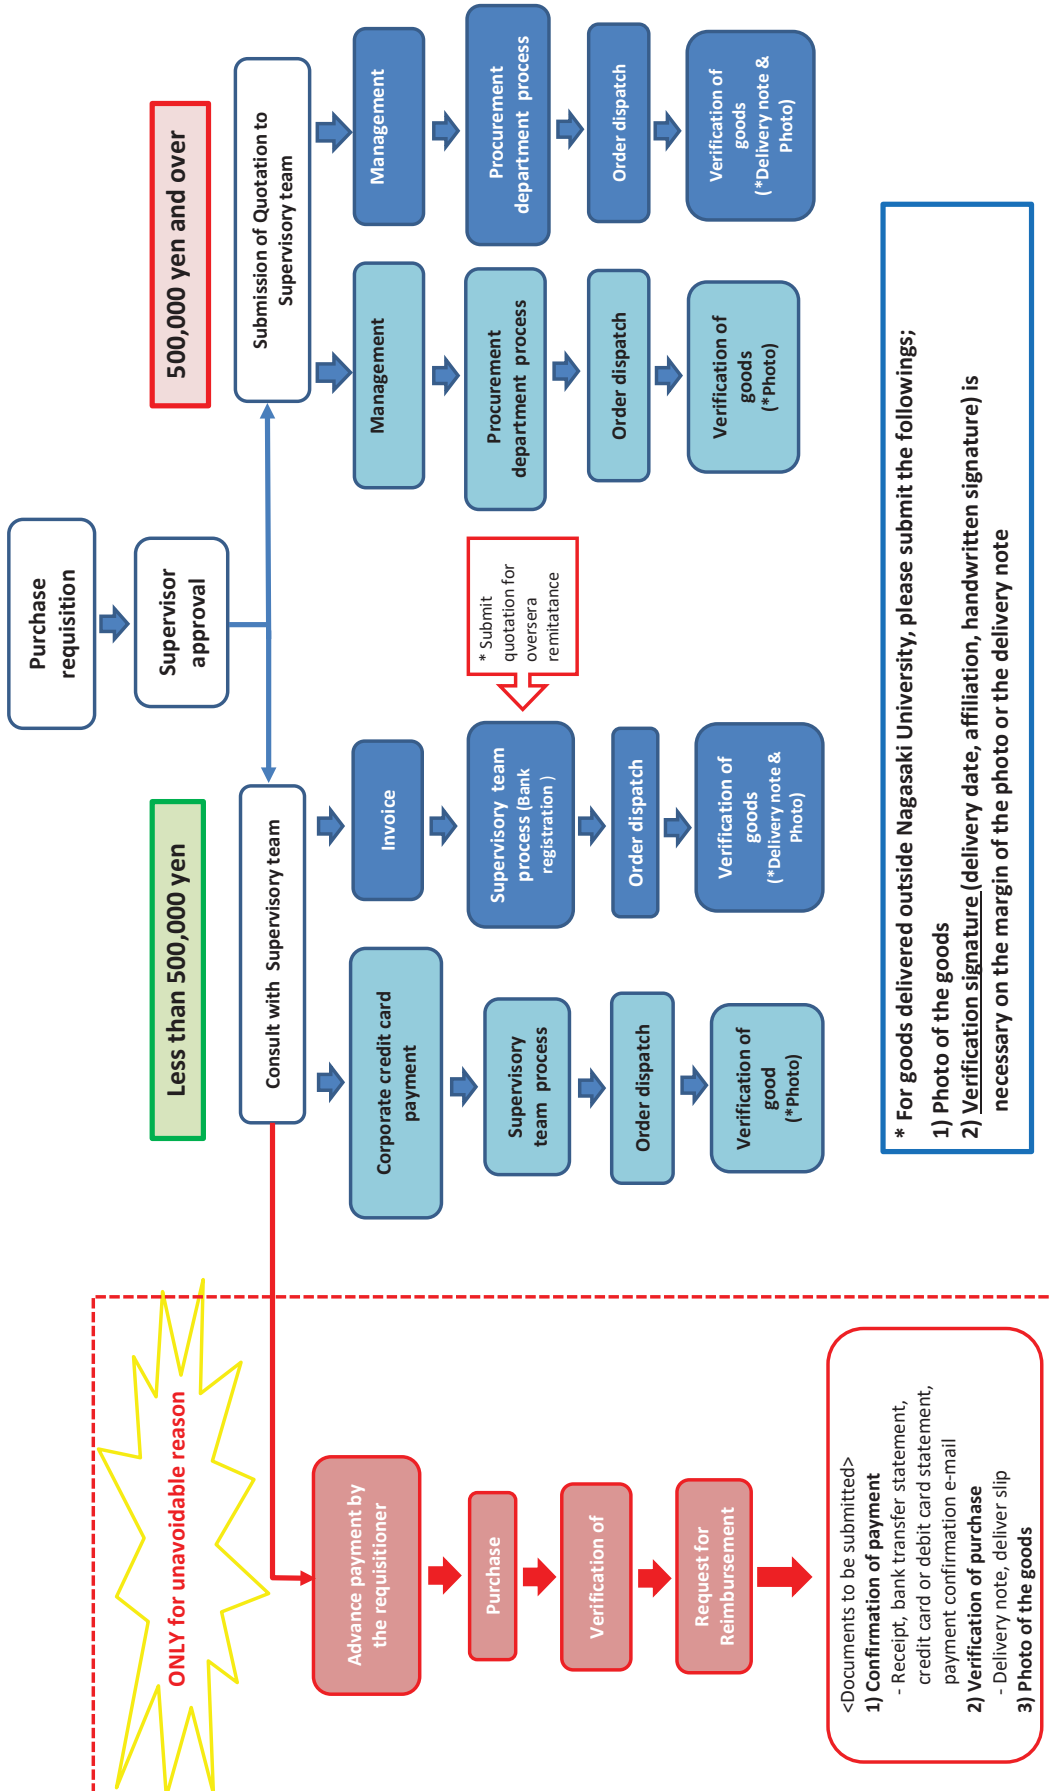 Purchase
requisition
Supervisor
approval
Less than 500,000 yen
500,000 yen and over
ONLY for unavoidable reason
Consult with Supervisory team
Submission of Quotation to
Supervisory team
Advance payment by
the requisitioner
Purchase
Verification of
Request for
Reimbursement
<Documents to be submitted>
1) Confirmation of payment
- Receipt, bank transfer statement,
credit card or debit card statement,
payment confirmation e-mail
2) Verification of purchase
- Delivery note, deliver slip
3) Photo of the goods
Corporate credit card
payment
Supervisory
team process
Order dispatch
Verification of
good
(*Photo)
Invoice
Supervisory team
process (Bank
registration )
Order dispatch
Verification of
goods
(*Delivery note &
Photo)
* Submit
quotation for
oversera
remitatance
Management
Procurement
department process
Order dispatch
Verification of
goods
(*Photo)
Management
Procurement
department process
Order dispatch
Verification of
goods
(*Delivery note &
Photo)
* For goods delivered outside Nagasaki University, please submit the followings;
1) Photo of the goods
2) Verification signature (delivery date, affiliation, handwritten signature) is
necessary on the margin of the photo or the delivery note